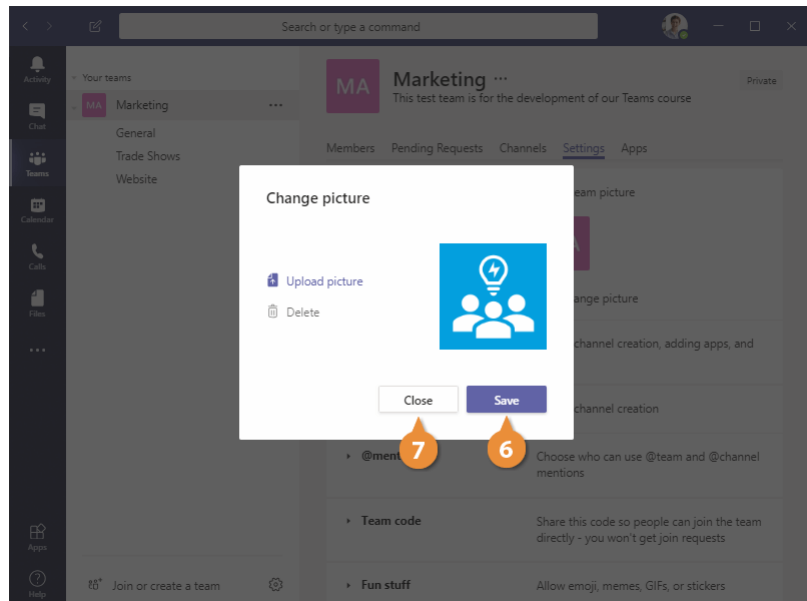 Search or type a command
Activity
Chat
Teams
Calendar
Calls
Files
Apps
Help
Your teams
MA Marketing
General
Trade Shows
Website
Join or create a team
MA
Marketing
This test team is for the development of our Teams course
Private
Members Pending Requests Channels Settings Apps
eam picture
ange picture
channel creation, adding apps, and
channel creation
@ment
Choose who can use @team and @channel
mentions
Team code
Share this code so people can join the team
directly - you won't get join requests
Fun stuff
Allow emoji, memes, GIFs, or stickers
Change picture
Upload picture
Delete
Close
Save
7
6